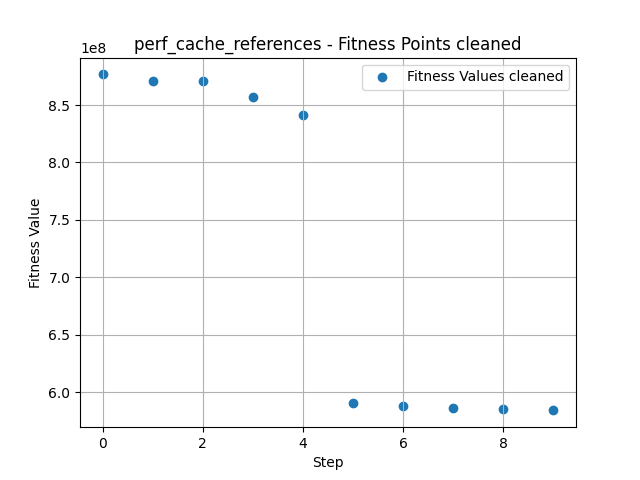 perf_cache_references - Fitness Points cleaned
1e8
Fitness Values cleaned
8.5
8.0
7.5
7.0
6.5
6.0
Fitness Value
0 2 4 6 8
Step